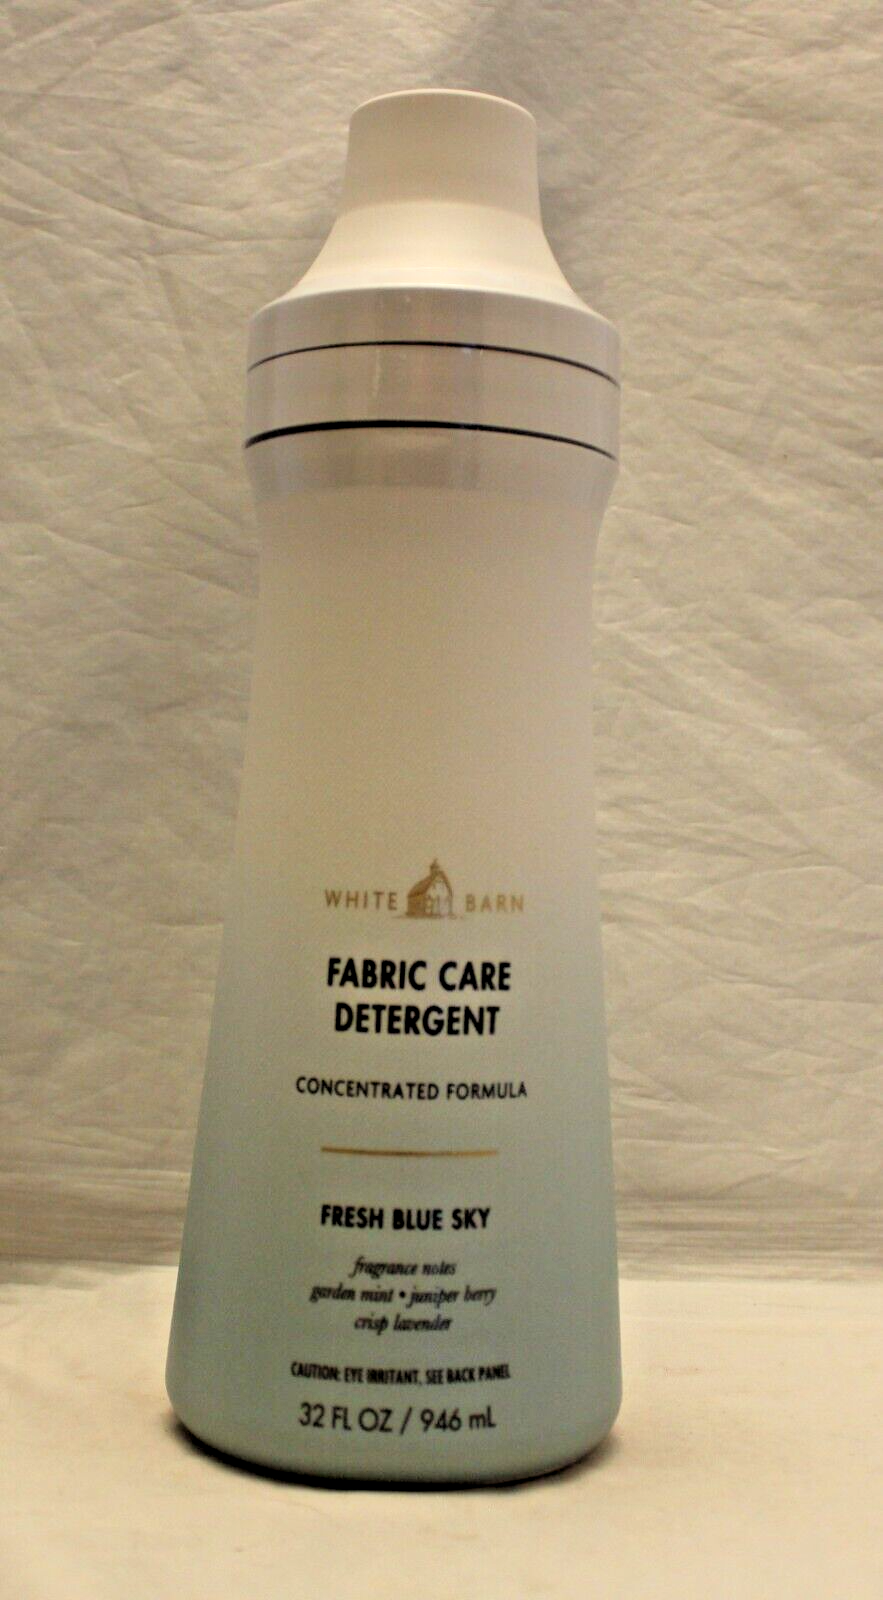 WHITE BARN
FABRIC CARE
DETERGENT
CONCENTRATED FORMULA
FRESH BLUE SKY
fragrance notes
garden mint • juniper berry
crisp lavender
CAUTION: EYE IRRITANT, SEE BACK PANEL
32 FL OZ / 946 mL